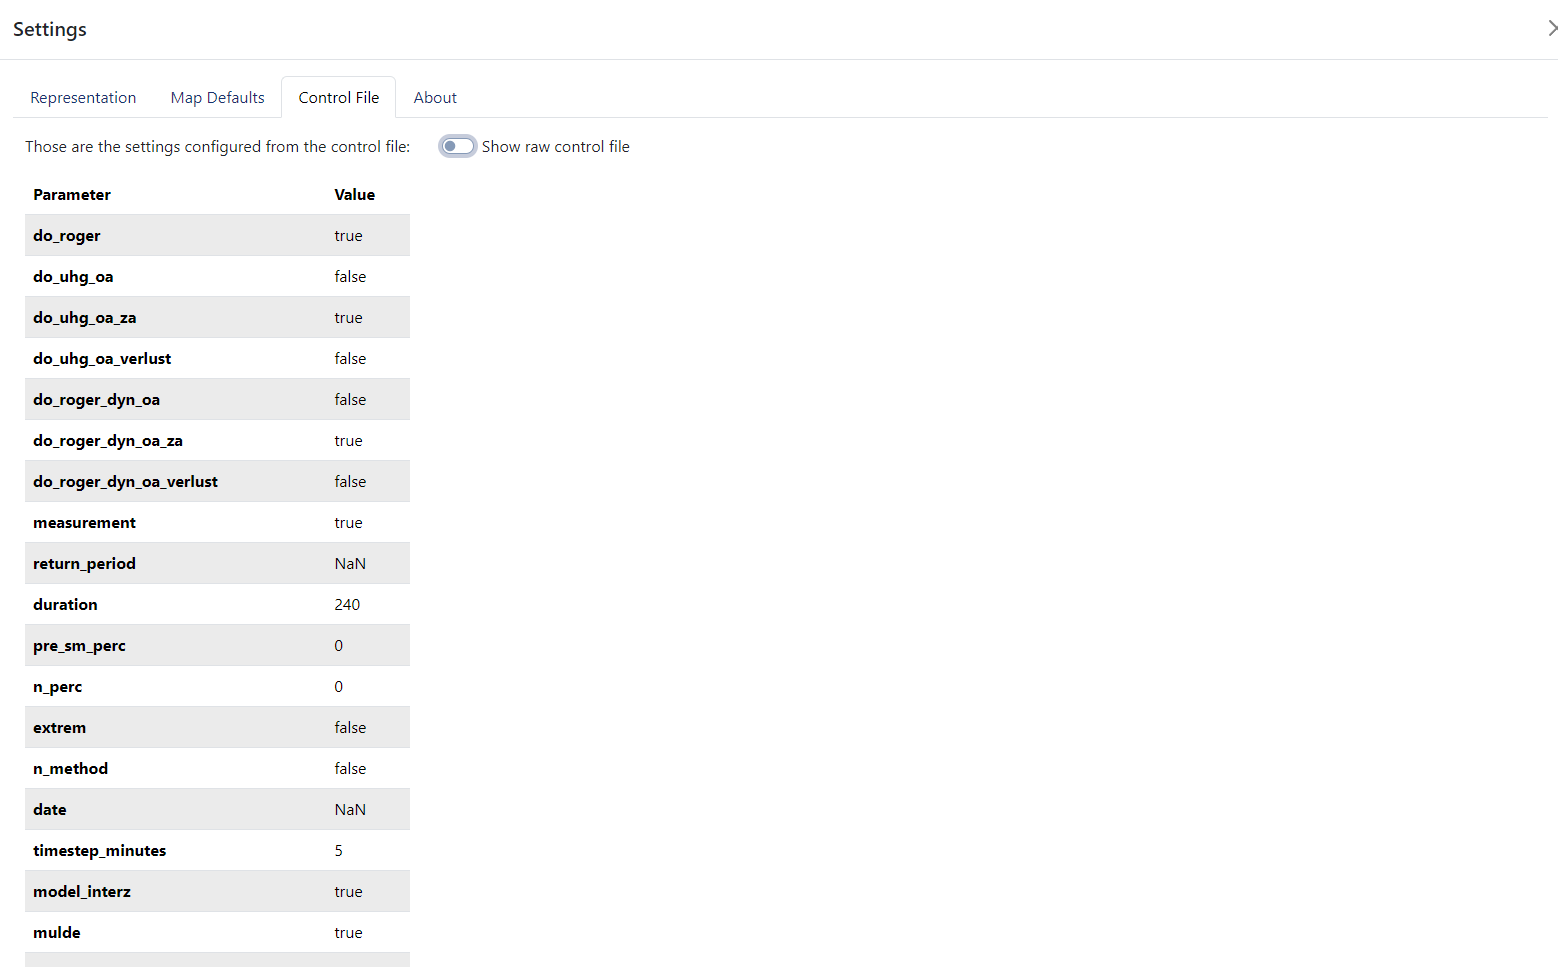 Settings
Representation Map Defaults Control File About
Those are the settings configured from the control file: Show raw control file
Parameter Value
do_roger true
do_uhg_oa false
do_uhg_oa_za true
do_uhg_oa_verlust false
do_roger_dyn_oa false
do_roger_dyn_oa_za true
do_roger_dyn_oa_verlust false
measurement true
return_period NaN
duration 240
pre_sm_perc 0
n_perc 0
extrem false
n_method false
date NaN
timestep_minutes 5
model_interz true
mulde true